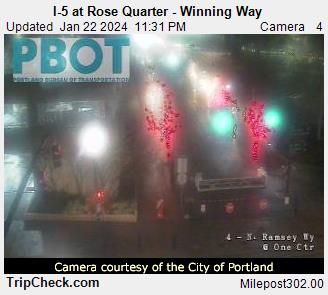 I-5 at Rose Quarter - Winning Way
Updated Jan 22 2024 11:31 PM Camera 4
PBOT
PORTLAND BUREAU OF TRANSPORTATION
4 - N. Ramsey Wy
@ One Ctr
Camera courtesy of the City of Portland
TripCheck.com Milepost302.00